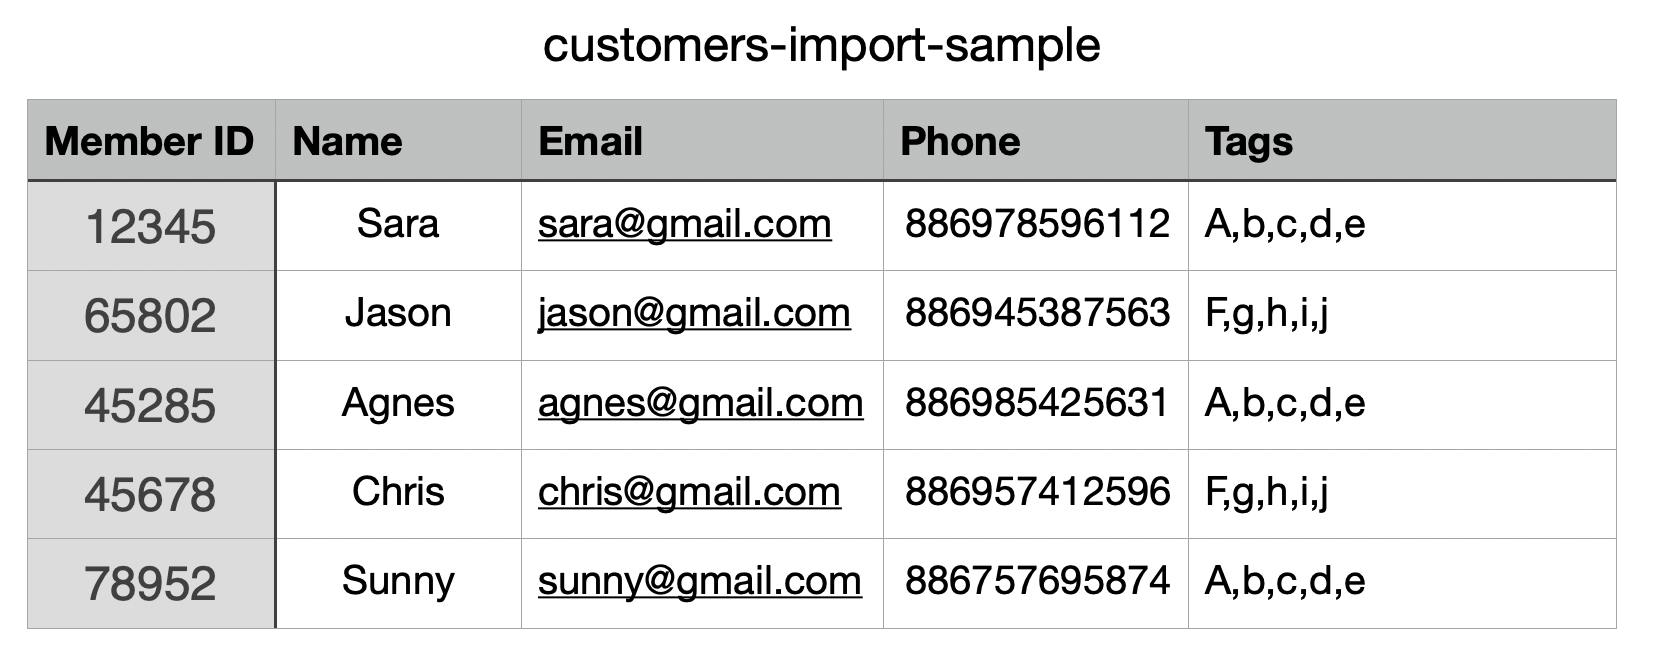 customers-import-sample
Member ID Name Email Phone Tags
12345 Sara sara@gmail.com 886978596112 A,b,c,d,e
65802 Jason jason@gmail.com 886945387563 F,g,h,i,j
45285 Agnes agnes@gmail.com 886985425631 A,b,c,d,e
45678 Chris chris@gmail.com 886957412596 F,g,h,i,j
78952 Sunny sunny@gmail.com 886757695874 A,b,c,d,e